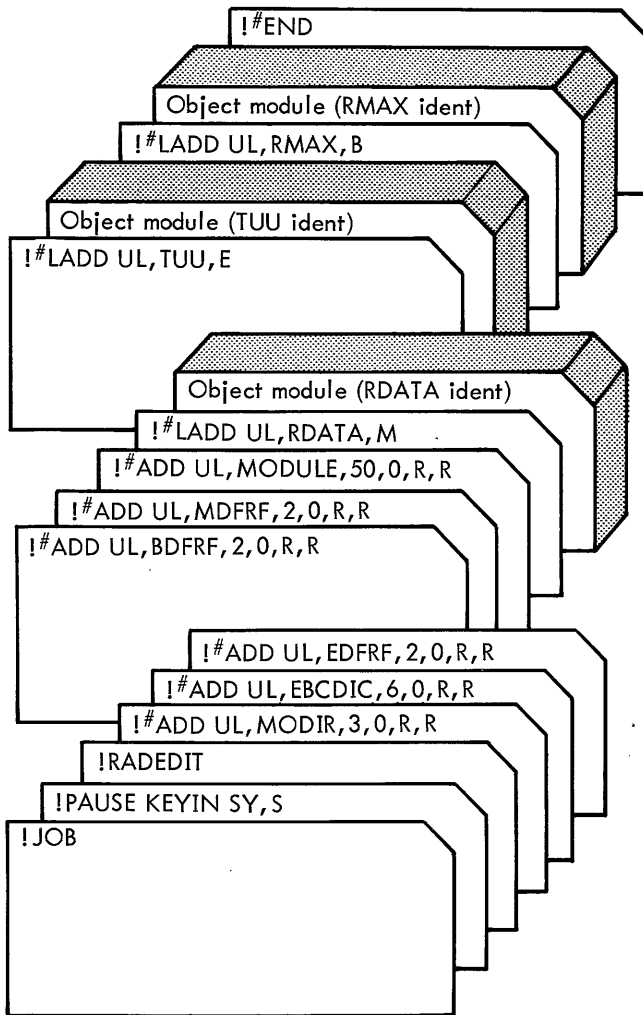 !#END
Object module (RMAX ident)
!#LADD UL,RMAX,B
Object module (TUU ident)
!#LADD UL,TUU,E
Object module (RDATA ident)
!#LADD UL,RDATA,M
!#ADD UL,MODULE,50,0,R,R
!#ADD UL,MDFRF,2,0,R,R
!#ADD UL,BDFRF,2,0,R,R
!#ADD UL,EDFRF,2,0,R,R
!#ADD UL,EBCDIC,6,0,R,R
!#ADD UL,MODIR,3,0,R,R
!RADEDIT
!PAUSE KEYIN SY,S
!JOB